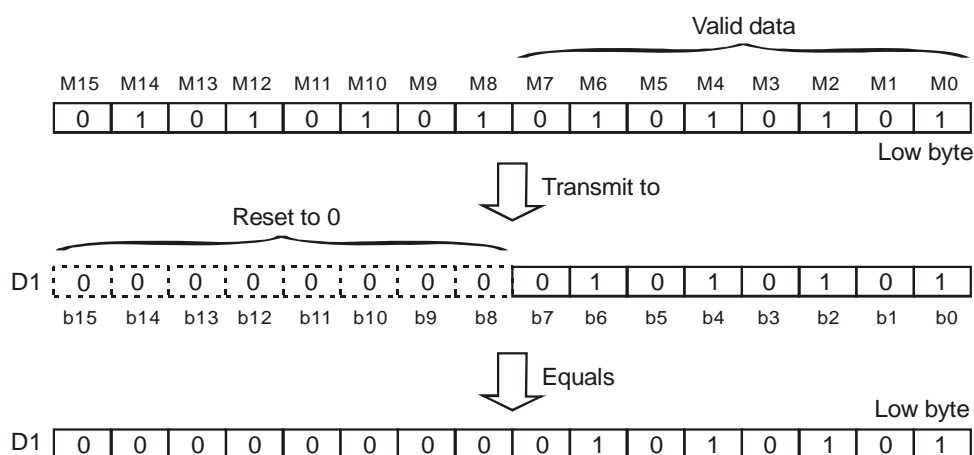 Valid data
M15 M14 M13 M12 M11 M10 M9 M8 M7 M6 M5 M4 M3 M2 M1 M0
0 1 0 1 0 1 0 1 0 1 0 1 0 1 0 1
Low byte
Transmit to
Reset to 0
D1 0 0 0 0 0 0 0 0 0 1 0 1 0 1 0 1
b15 b14 b13 b12 b11 b10 b9 b8 b7 b6 b5 b4 b3 b2 b1 b0
Equals
Low byte
D1 0 0 0 0 0 0 0 0 0 1 0 1 0 1 0 1